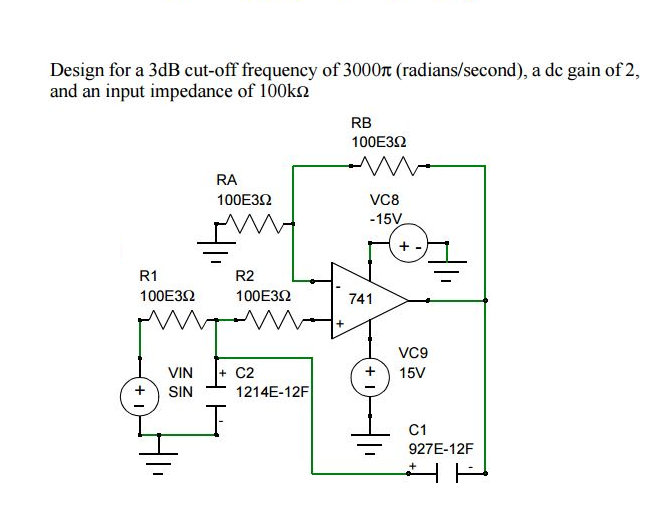 Design for a 3dB cut-off frequency of 3000π (radians/second), a dc gain of 2,
and an input impedance of 100kΩ
RB
100E3Ω
RA
100E3Ω
VC8
-15V
+ -
R1
100E3Ω
R2
100E3Ω
-
741
+
VIN
SIN
+
-
+ C2
1214E-12F
-
VC9
15V
+
-
C1
927E-12F
+ -